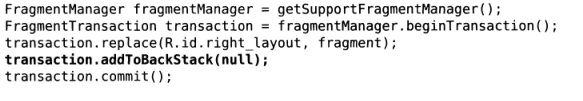 FragmentManager fragmentManager = getSupportFragmentManager();
FragmentTransaction transaction = fragmentManager.beginTransaction();
transaction.replace(R.id.right_layout, fragment);
transaction.addToBackStack(null);
transaction.commit();